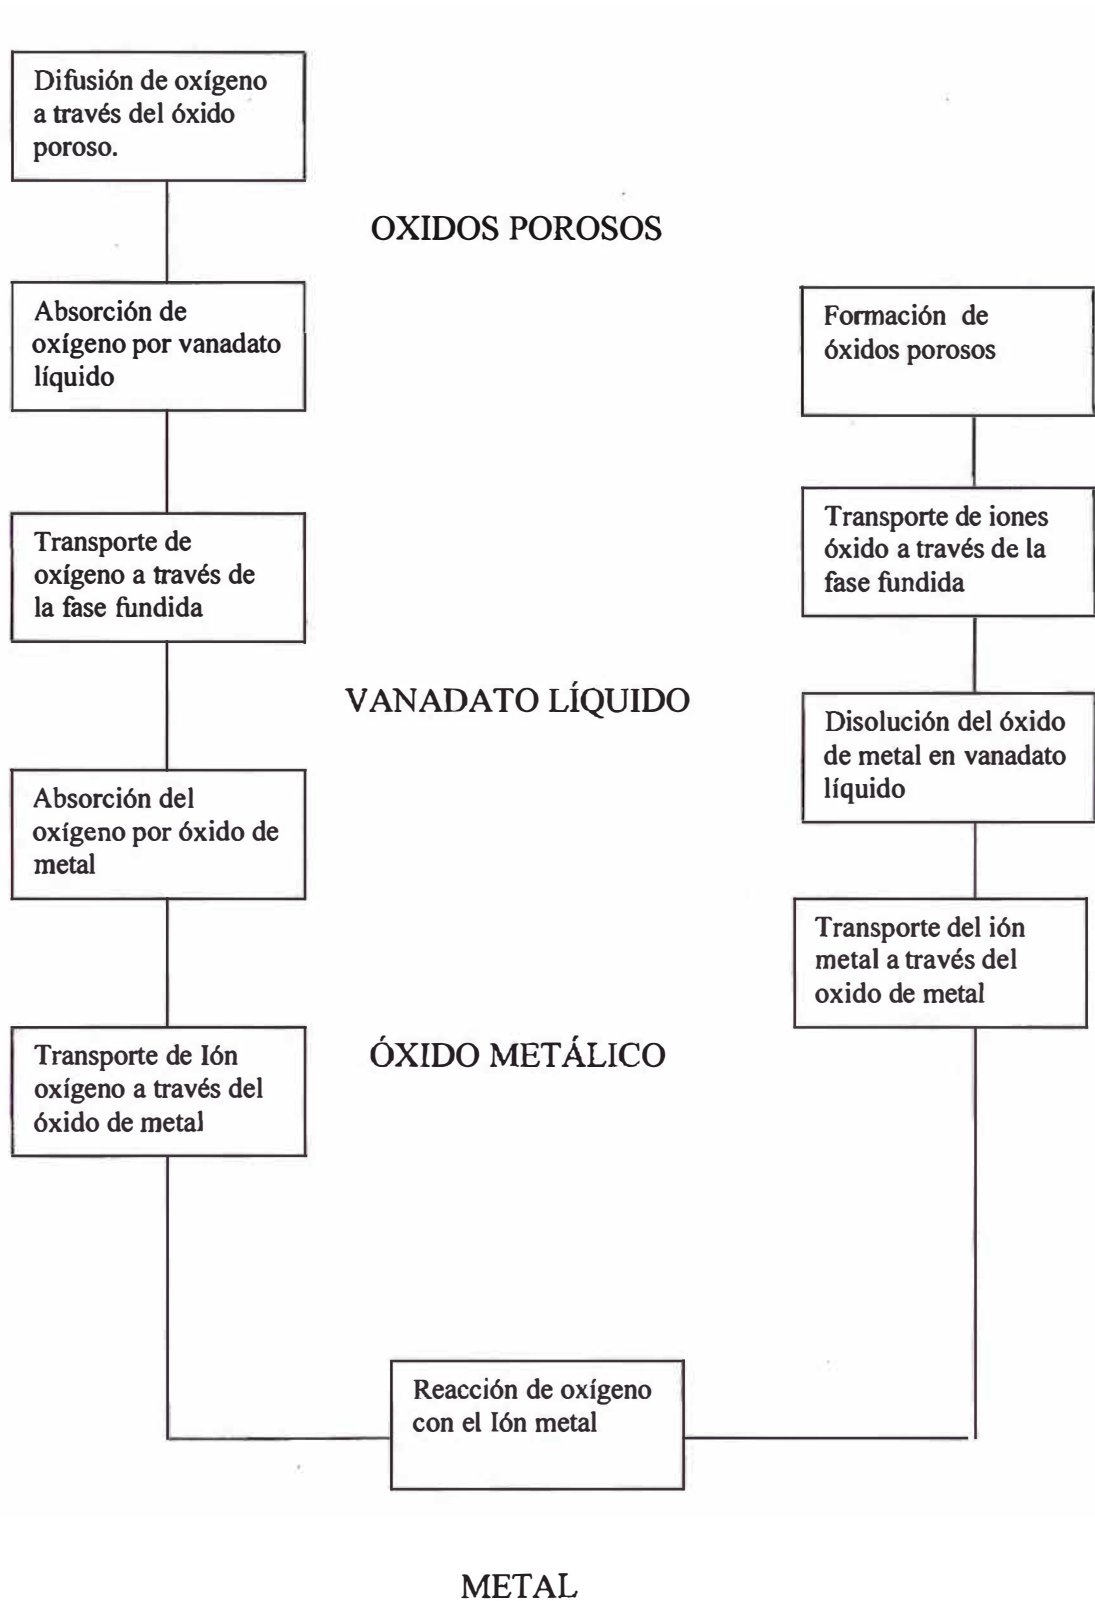 Difusión de oxígeno
a través del óxido
poroso.
OXIDOS POROSOS
Absorción de
oxígeno por vanadato
líquido
Formación de
óxidos porosos
Transporte de
oxígeno a través de
la fase fundida
Transporte de iones
óxido a través de la
fase fundida
VANADATO LÍQUIDO
Disolución del óxido
de metal en vanadato
líquido
Absorción del
oxígeno por óxido de
metal
Transporte del ión
metal a través del
oxido de metal
Transporte de Ión
oxígeno a través del
óxido de metal
ÓXIDO METÁLICO
Reacción de oxígeno
con el Ión metal
METAL